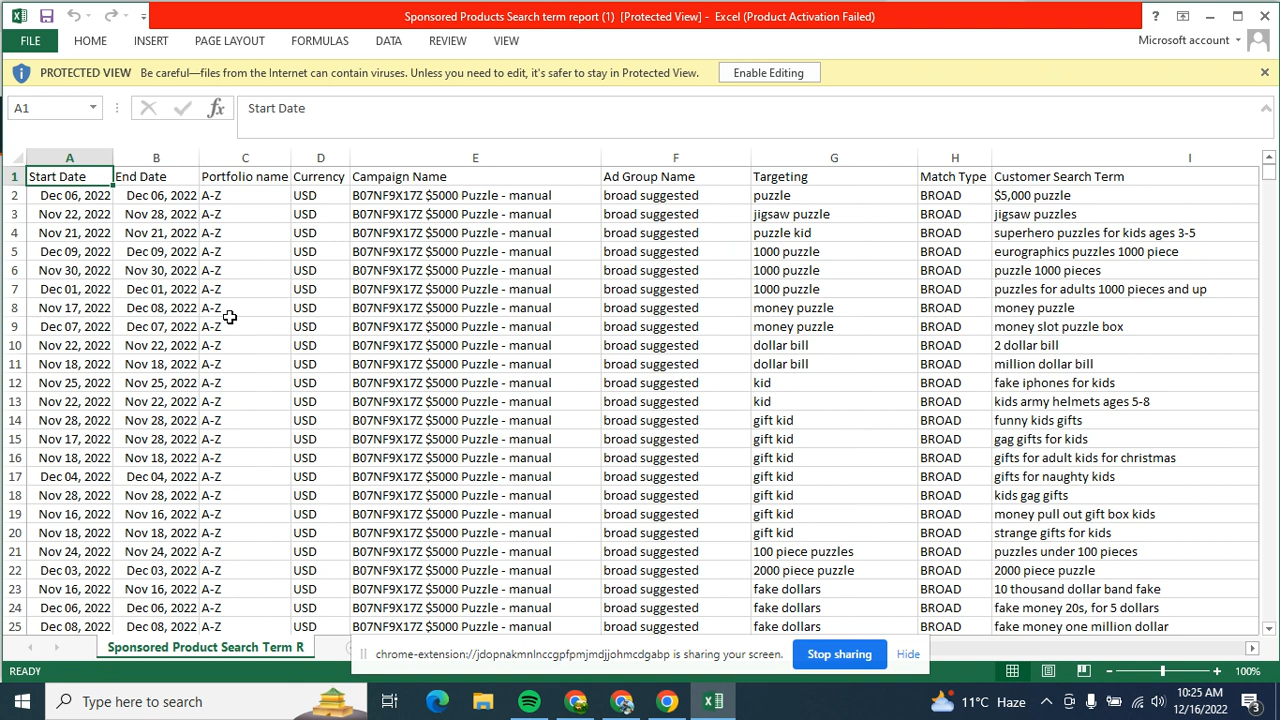 Sponsored Products Search term report (1) [Protected View] - Excel (Product Activation Failed)
FILE HOME INSERT PAGE LAYOUT FORMULAS DATA REVIEW VIEW Microsoft account
PROTECTED VIEW Be careful—files from the Internet can contain viruses. Unless you need to edit, it's safer to stay in Protected View. Enable Editing
A1 fx Start Date
A B C D E F G H I
1 Start Date End Date Portfolio name Currency Campaign Name Ad Group Name Targeting Match Type Customer Search Term
2 Dec 06, 2022 Dec 06, 2022 A-Z USD B07NF9X17Z $5000 Puzzle - manual broad suggested puzzle BROAD $5,000 puzzle
3 Nov 22, 2022 Nov 28, 2022 A-Z USD B07NF9X17Z $5000 Puzzle - manual broad suggested jigsaw puzzle BROAD jigsaw puzzles
4 Nov 21, 2022 Nov 21, 2022 A-Z USD B07NF9X17Z $5000 Puzzle - manual broad suggested puzzle kid BROAD superhero puzzles for kids ages 3-5
5 Dec 09, 2022 Dec 09, 2022 A-Z USD B07NF9X17Z $5000 Puzzle - manual broad suggested 1000 puzzle BROAD eurographics puzzles 1000 piece
6 Nov 30, 2022 Nov 30, 2022 A-Z USD B07NF9X17Z $5000 Puzzle - manual broad suggested 1000 puzzle BROAD puzzle 1000 pieces
7 Dec 01, 2022 Dec 01, 2022 A-Z USD B07NF9X17Z $5000 Puzzle - manual broad suggested 1000 puzzle BROAD puzzles for adults 1000 pieces and up
8 Nov 17, 2022 Dec 08, 2022 A-Z USD B07NF9X17Z $5000 Puzzle - manual broad suggested money puzzle BROAD money puzzle
9 Dec 07, 2022 Dec 07, 2022 A-Z USD B07NF9X17Z $5000 Puzzle - manual broad suggested money puzzle BROAD money slot puzzle box
10 Nov 22, 2022 Nov 22, 2022 A-Z USD B07NF9X17Z $5000 Puzzle - manual broad suggested dollar bill BROAD 2 dollar bill
11 Nov 18, 2022 Nov 18, 2022 A-Z USD B07NF9X17Z $5000 Puzzle - manual broad suggested dollar bill BROAD million dollar bill
12 Nov 25, 2022 Nov 25, 2022 A-Z USD B07NF9X17Z $5000 Puzzle - manual broad suggested kid BROAD fake iphones for kids
13 Nov 22, 2022 Nov 22, 2022 A-Z USD B07NF9X17Z $5000 Puzzle - manual broad suggested kid BROAD kids army helmets ages 5-8
14 Nov 28, 2022 Nov 28, 2022 A-Z USD B07NF9X17Z $5000 Puzzle - manual broad suggested gift kid BROAD funny kids gifts
15 Nov 17, 2022 Nov 28, 2022 A-Z USD B07NF9X17Z $5000 Puzzle - manual broad suggested gift kid BROAD gag gifts for kids
16 Nov 18, 2022 Nov 18, 2022 A-Z USD B07NF9X17Z $5000 Puzzle - manual broad suggested gift kid BROAD gifts for adult kids for christmas
17 Dec 04, 2022 Dec 04, 2022 A-Z USD B07NF9X17Z $5000 Puzzle - manual broad suggested gift kid BROAD gifts for naughty kids
18 Nov 28, 2022 Nov 28, 2022 A-Z USD B07NF9X17Z $5000 Puzzle - manual broad suggested gift kid BROAD kids gag gifts
19 Nov 16, 2022 Nov 16, 2022 A-Z USD B07NF9X17Z $5000 Puzzle - manual broad suggested gift kid BROAD money pull out gift box kids
20 Nov 18, 2022 Nov 18, 2022 A-Z USD B07NF9X17Z $5000 Puzzle - manual broad suggested gift kid BROAD strange gifts for kids
21 Nov 24, 2022 Nov 24, 2022 A-Z USD B07NF9X17Z $5000 Puzzle - manual broad suggested 100 piece puzzles BROAD puzzles under 100 pieces
22 Dec 03, 2022 Dec 03, 2022 A-Z USD B07NF9X17Z $5000 Puzzle - manual broad suggested 2000 piece puzzle BROAD 2000 piece puzzle
23 Nov 16, 2022 Nov 16, 2022 A-Z USD B07NF9X17Z $5000 Puzzle - manual broad suggested fake dollars BROAD 10 thousand dollar band fake
24 Dec 06, 2022 Dec 06, 2022 A-Z USD B07NF9X17Z $5000 Puzzle - manual broad suggested fake dollars BROAD fake money 20s, for 5 dollars
25 Dec 08, 2022 Dec 08, 2022 A-Z USD B07NF9X17Z $5000 Puzzle - manual broad suggested fake dollars BROAD fake money one million dollar
Sponsored Product Search Term R
chrome-extension://jdopnakmnlnccgpfpmjmdjjohmcdgabp is sharing your screen. Stop sharing Hide
READY 100%
Type here to search 11°C Haze 10:25 AM
12/16/2022 3